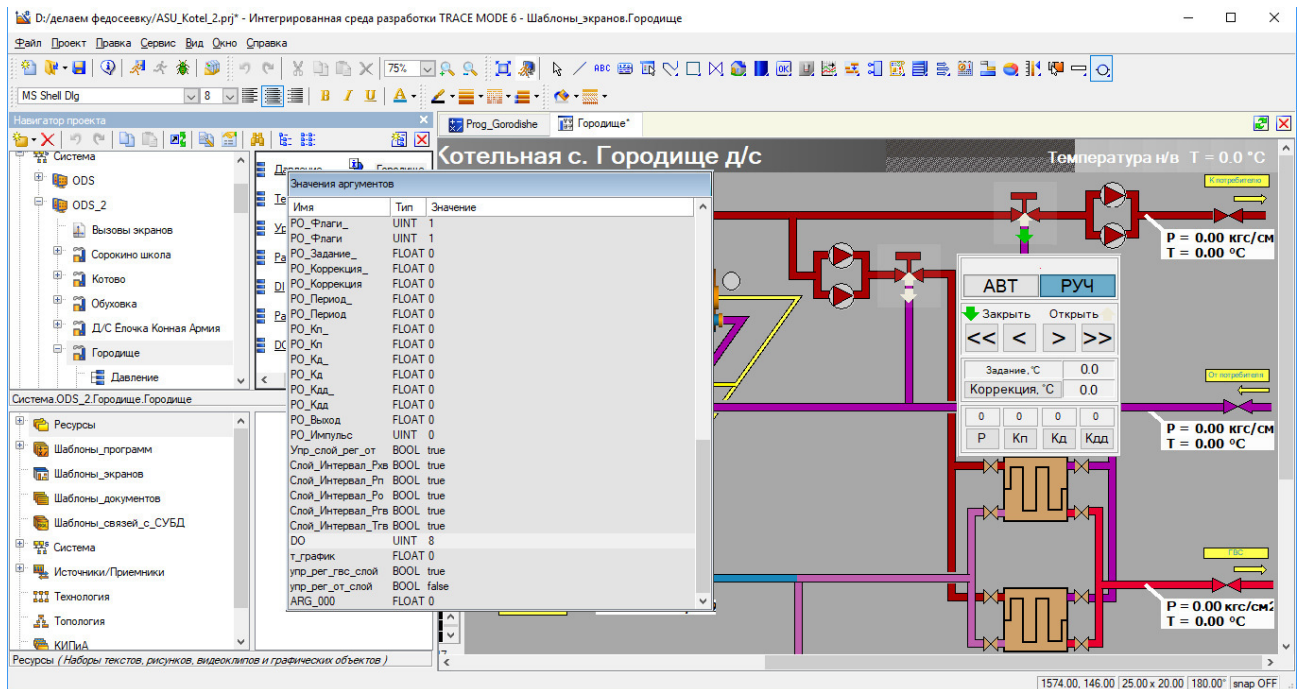 D:/делаем федосеевку/ASU_Kotel_2.prj* - Интегрированная среда разработки TRACE MODE 6 - Шаблоны_экранов.Городище
Файл Проект Правка Сервис Вид Окно Справка
75%
ABC
OK
MS Shell Dlg 8 B I U A
Навигатор проекта
Prog_Gorodishe Городище*
Система
ODS
ODS_2
Вызовы экранов
Сорокино школа
Котово
Обуховка
Д/С Ёлочка Конная Армия
Городище
Давление
Система.ODS_2.Городище.Городище
Ресурсы
Шаблоны_программ
Шаблоны_экранов
Шаблоны_документов
Шаблоны_связей_с_СУБД
Система
Источники/Приемники
Технология
Топология
КИПиА
Ресурсы ( Наборы текстов, рисунков, видеоклипов и графических объектов )
Значения аргументов
Имя Тип Значение
РО_Флаги_ UINT 1
РО_Флаги UINT 1
РО_Задание_ FLOAT 0
РО_Коррекция_ FLOAT 0
РО_Коррекция FLOAT 0
РО_Период_ FLOAT 0
РО_Период FLOAT 0
РО_Кп_ FLOAT 0
РО_Кп FLOAT 0
РО_Кд_ FLOAT 0
РО_Кд FLOAT 0
РО_Кдд_ FLOAT 0
РО_Кдд FLOAT 0
РО_Выход FLOAT 0
РО_Импульс UINT 0
Упр_слой_рег_от BOOL true
Слой_Интервал_Рхв BOOL true
Слой_Интервал_Рп BOOL true
Слой_Интервал_Ро BOOL true
Слой_Интервал_Ргв BOOL true
Слой_Интервал_Тгв BOOL true
DO UINT 8
т_график FLOAT 0
упр_рег_гвс_слой BOOL true
упр_рег_от_слой BOOL false
ARG_000 FLOAT 0
Котельная с. Городище д/с
Температура н/в T = 0.0 °C
К потребителю
P = 0.00 кгс/см
T = 0.00 ºC
АВТ РУЧ
Закрыть Открыть
<< < > >>
Задание,°С 0.0
Коррекция,°С 0.0
0 0 0 0
Р Кп Кд Кдд
От потребителя
P = 0.00 кгс/см
T = 0.00 ºC
ГВС
P = 0.00 кгс/см2
T = 0.00 ºC
1574.00, 146.00 25.00 x 20.00 180.00° snap OFF